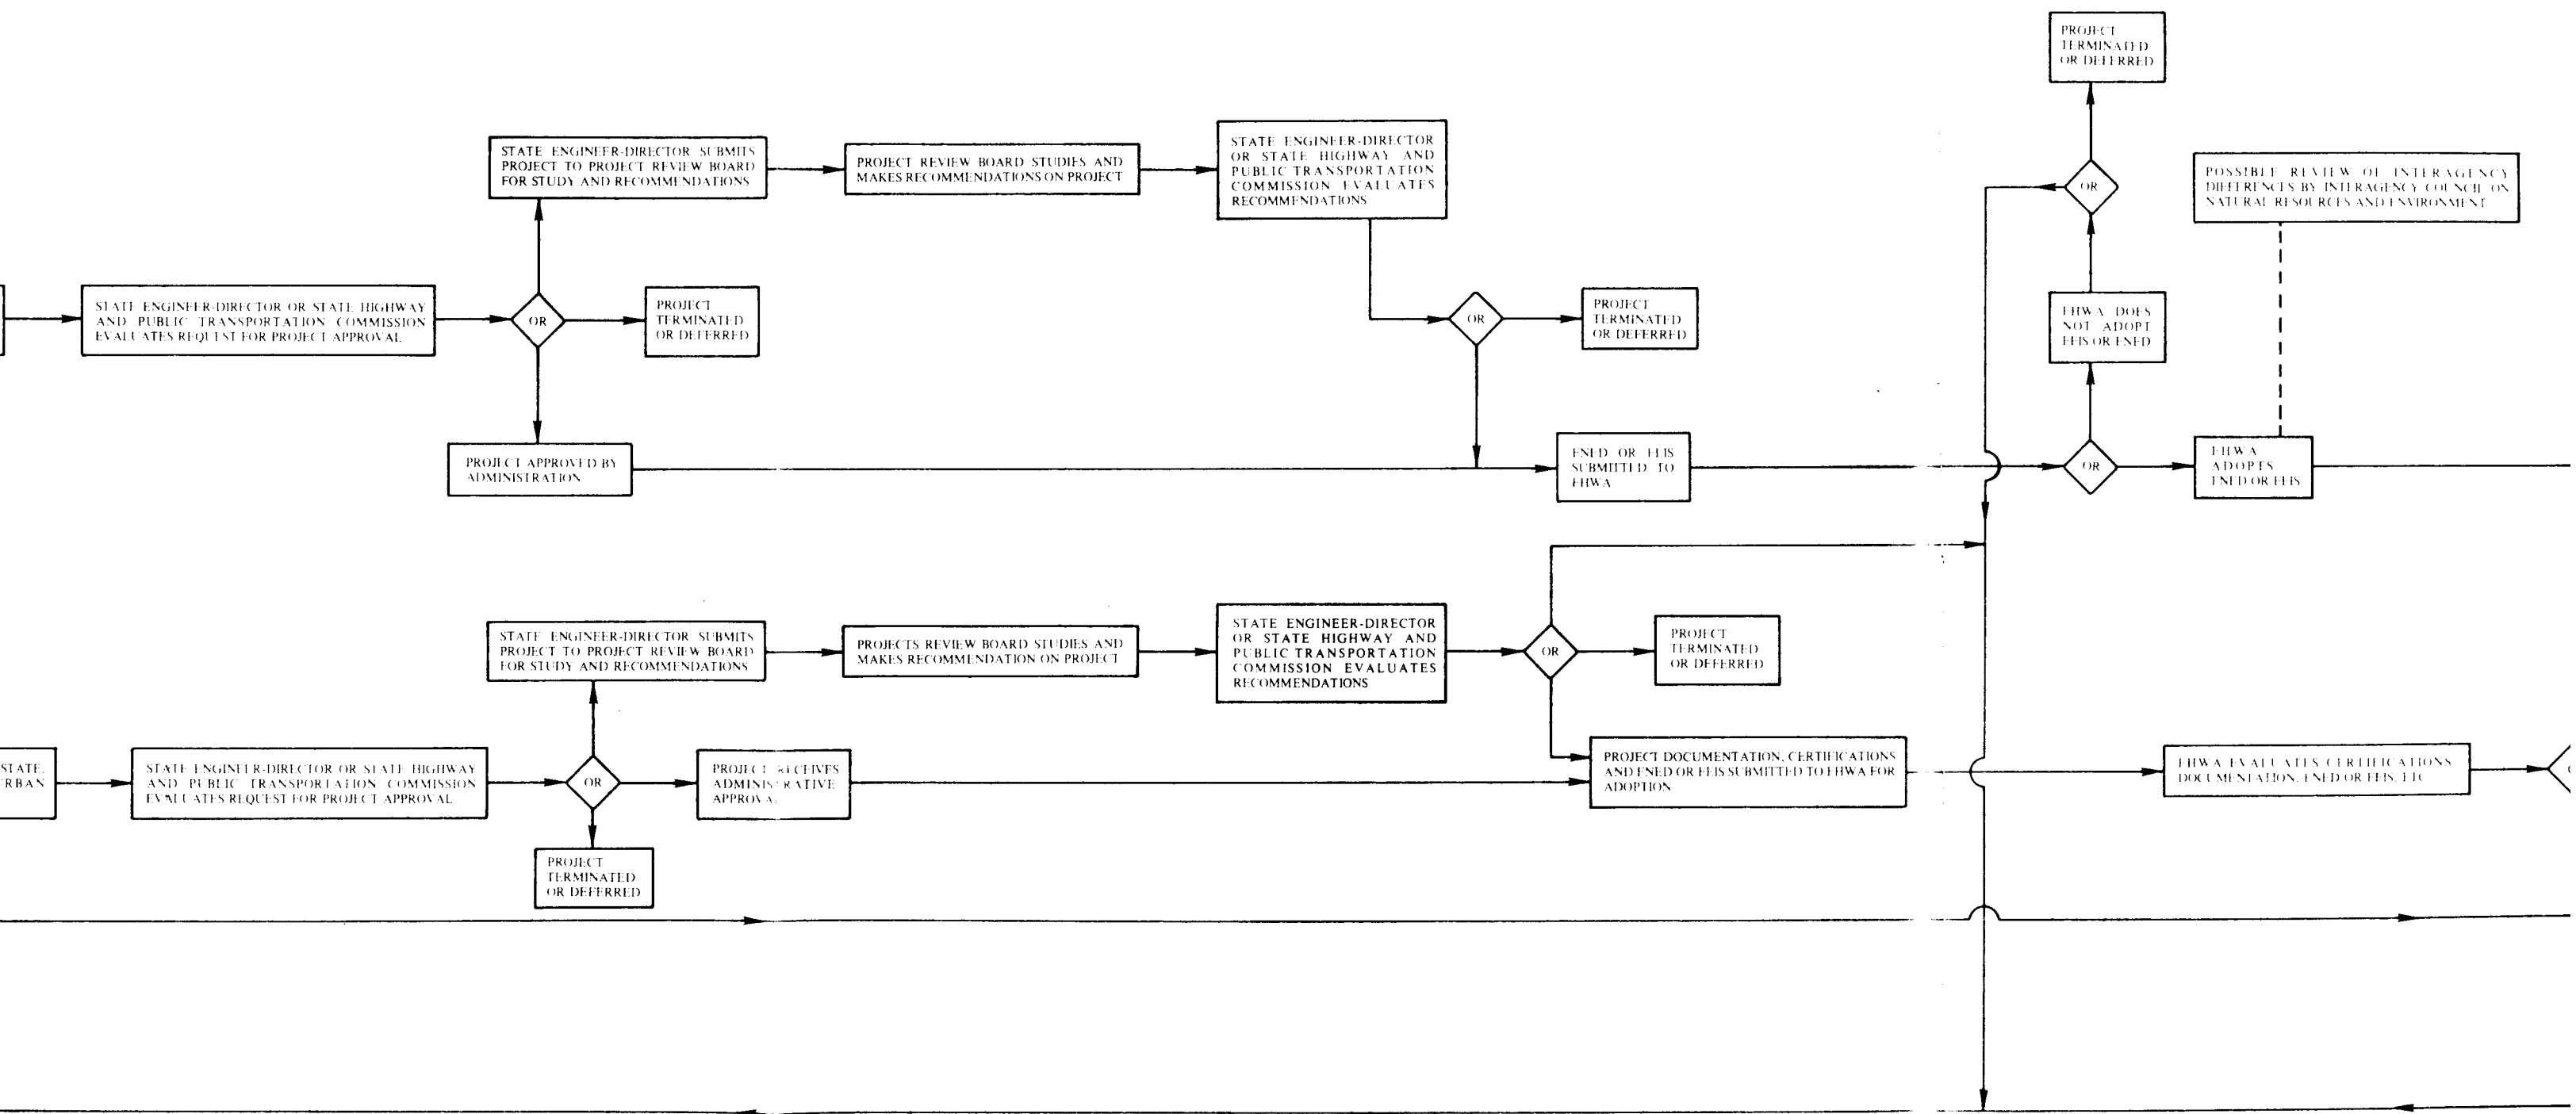 PROJECT
TERMINATED
OR DEFERRED
STATE ENGINEER-DIRECTOR SUBMITS
PROJECT TO PROJECT REVIEW BOARD
FOR STUDY AND RECOMMENDATIONS
PROJECT REVIEW BOARD STUDIES AND
MAKES RECOMMENDATIONS ON PROJECT
STATE ENGINEER-DIRECTOR
OR STATE HIGHWAY AND
PUBLIC TRANSPORTATION
COMMISSION EVALUATES
RECOMMENDATIONS
OR
POSSIBLE REVIEW OF INTERAGENCY
DIFFERENCES BY INTERAGENCY COUNCIL ON
NATURAL RESOURCES AND ENVIRONMENT
STATE ENGINEER-DIRECTOR OR STATE HIGHWAY
AND PUBLIC TRANSPORTATION COMMISSION
EVALUATES REQUEST FOR PROJECT APPROVAL
OR
PROJECT
TERMINATED
OR DEFERRED
OR
PROJECT
TERMINATED
OR DEFERRED
FHWA DOES
NOT ADOPT
FEIS OR FNED
PROJECT APPROVED BY
ADMINISTRATION
FNED OR FEIS
SUBMITTED TO
FHWA
OR
FHWA
ADOPTS
FNED OR FEIS
STATE ENGINEER-DIRECTOR SUBMITS
PROJECT TO PROJECT REVIEW BOARD
FOR STUDY AND RECOMMENDATIONS
PROJECTS REVIEW BOARD STUDIES AND
MAKES RECOMMENDATION ON PROJECT
STATE ENGINEER-DIRECTOR
OR STATE HIGHWAY AND
PUBLIC TRANSPORTATION
COMMISSION EVALUATES
RECOMMENDATIONS
OR
PROJECT
TERMINATED
OR DEFERRED
STATE,
RBAN
STATE ENGINEER-DIRECTOR OR STATE HIGHWAY
AND PUBLIC TRANSPORTATION COMMISSION
EVALUATES REQUEST FOR PROJECT APPROVAL
OR
PROJECT RECEIVES
ADMINISTRATIVE
APPROVAL
PROJECT DOCUMENTATION, CERTIFICATIONS
AND FNED OR FEIS SUBMITTED TO FHWA FOR
ADOPTION
FHWA EVALUATES CERTIFICATIONS
DOCUMENTATION, FNED OR FEIS, ETC
PROJECT
TERMINATED
OR DEFERRED